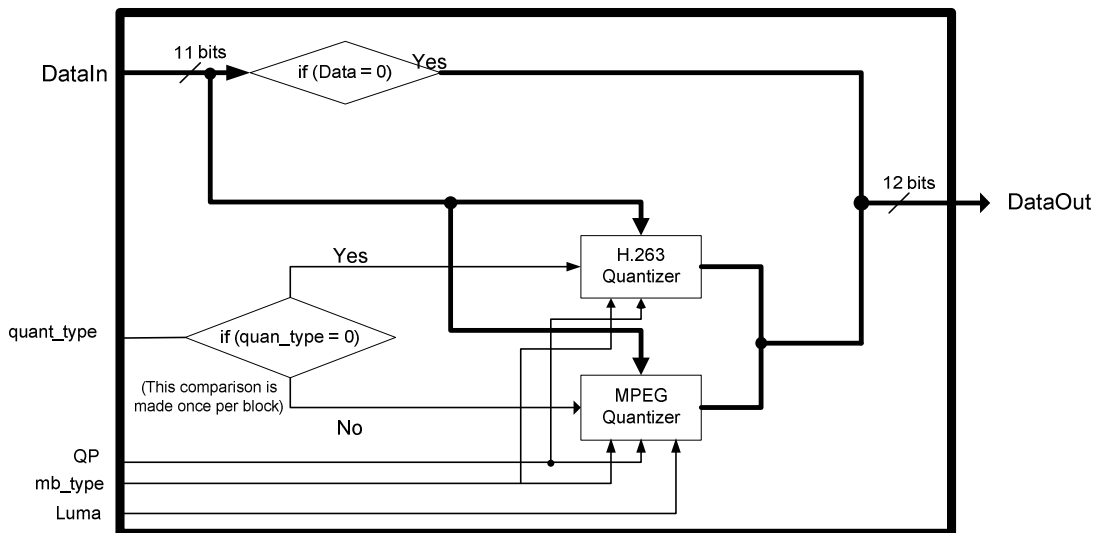 11 bits
DataIn
if (Data = 0)
Yes
12 bits
DataOut
H.263
Quantizer
Yes
quant_type
if (quan_type = 0)
(This comparison is
made once per block)
No
MPEG
Quantizer
QP
mb_type
Luma